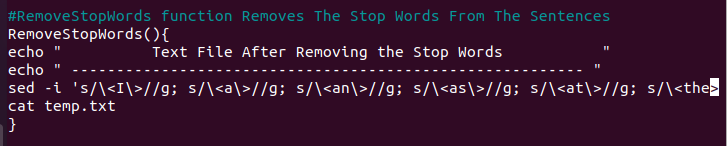 #RemoveStopWords function Removes The Stop Words From The Sentences
RemoveStopWords(){
echo "          Text File After Removing the Stop Words            "
echo " ---------------------------------------------------------- "
sed -i 's/\<I\>//g; s/\<a\>//g; s/\<an\>//g; s/\<as\>//g; s/\<at\>//g; s/\<the>
cat temp.txt
}